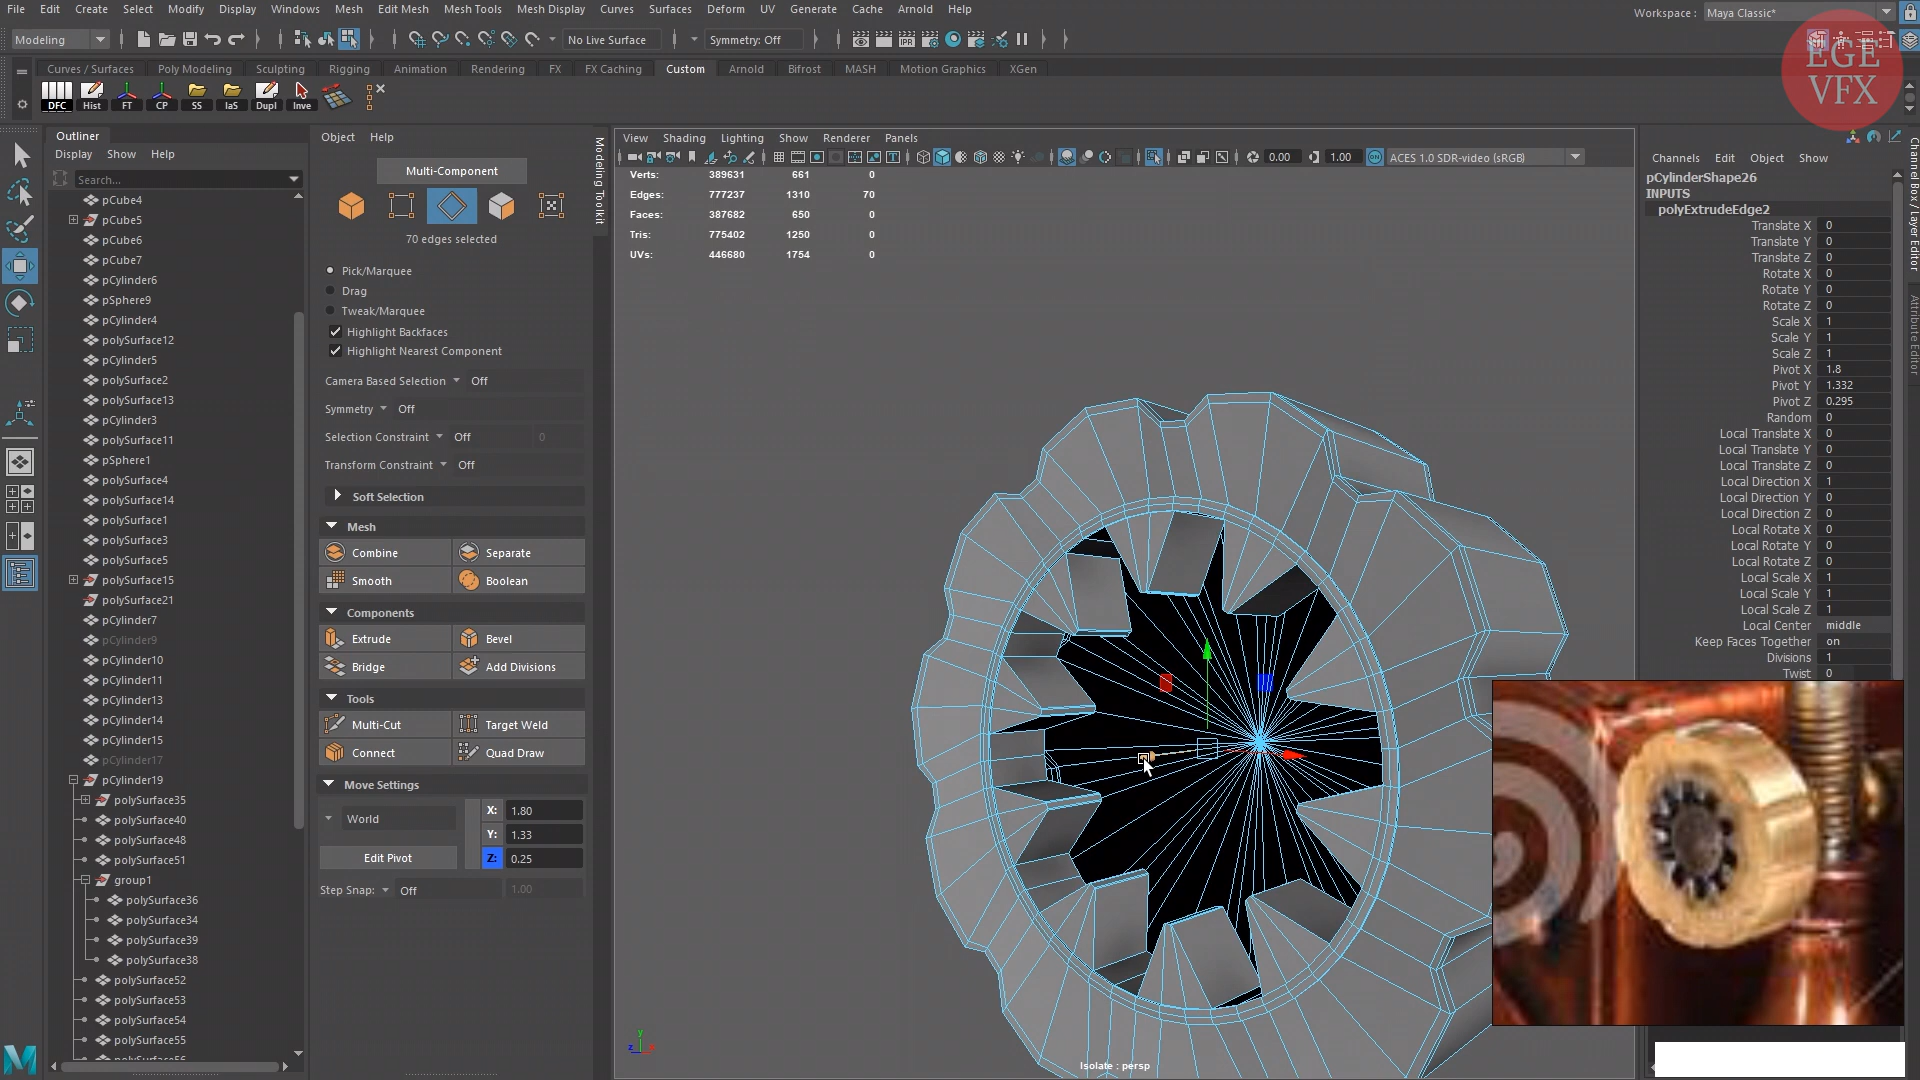 File Edit Create Select Modify Display Windows Mesh Edit Mesh Mesh Tools Mesh Display Curves Surfaces Deform UV Generate Cache Arnold Help
Workspace : Maya Classic*
Modeling No Live Surface Symmetry: Off
EGE
VFX
Curves / Surfaces Poly Modeling Sculpting Rigging Animation Rendering FX FX Caching Custom Arnold Bifrost MASH Motion Graphics XGen
DFC Hist FT CP SS IaS Dupl Inve
Outliner
Display Show Help
Search...
pCube4
pCube5
pCube6
pCube7
pCylinder6
pSphere9
pCylinder4
polySurface12
pCylinder5
polySurface2
polySurface13
pCylinder3
polySurface11
pSphere1
polySurface4
polySurface14
polySurface1
polySurface3
polySurface5
polySurface15
polySurface21
pCylinder7
pCylinder9
pCylinder10
pCylinder11
pCylinder13
pCylinder14
pCylinder15
pCylinder17
pCylinder19
polySurface35
polySurface40
polySurface48
polySurface51
group1
polySurface36
polySurface34
polySurface39
polySurface38
polySurface52
polySurface53
polySurface54
polySurface55
polySurface56
Object Help
Modeling Toolkit
Multi-Component
70 edges selected
Pick/Marquee
Drag
Tweak/Marquee
Highlight Backfaces
Highlight Nearest Component
Camera Based Selection Off
Symmetry Off
Selection Constraint Off 0
Transform Constraint Off
Soft Selection
Mesh
Combine Separate
Smooth Boolean
Components
Extrude Bevel
Bridge Add Divisions
Tools
Multi-Cut Target Weld
Connect Quad Draw
Move Settings
World X: 1.80
Y: 1.33
Edit Pivot Z: 0.25
Step Snap: Off 1.00
View Shading Lighting Show Renderer Panels
0.00 1.00 ON ACES 1.0 SDR-video (sRGB)
Verts: 389631 661 0
Edges: 777237 1310 70
Faces: 387682 650 0
Tris: 775402 1250 0
UVs: 446680 1754 0
y
z
Isolate : persp
Channels Edit Object Show
pCylinderShape26
INPUTS
polyExtrudeEdge2
Translate X 0
Translate Y 0
Translate Z 0
Rotate X 0
Rotate Y 0
Rotate Z 0
Scale X 1
Scale Y 1
Scale Z 1
Pivot X 1.8
Pivot Y 1.332
Pivot Z 0.295
Random 0
Local Translate X 0
Local Translate Y 0
Local Translate Z 0
Local Direction X 1
Local Direction Y 0
Local Direction Z 0
Local Rotate X 0
Local Rotate Y 0
Local Rotate Z 0
Local Scale X 1
Local Scale Y 1
Local Scale Z 1
Local Center middle
Keep Faces Together on
Divisions 1
Twist 0
Channel Box / Layer Editor
Attribute Editor